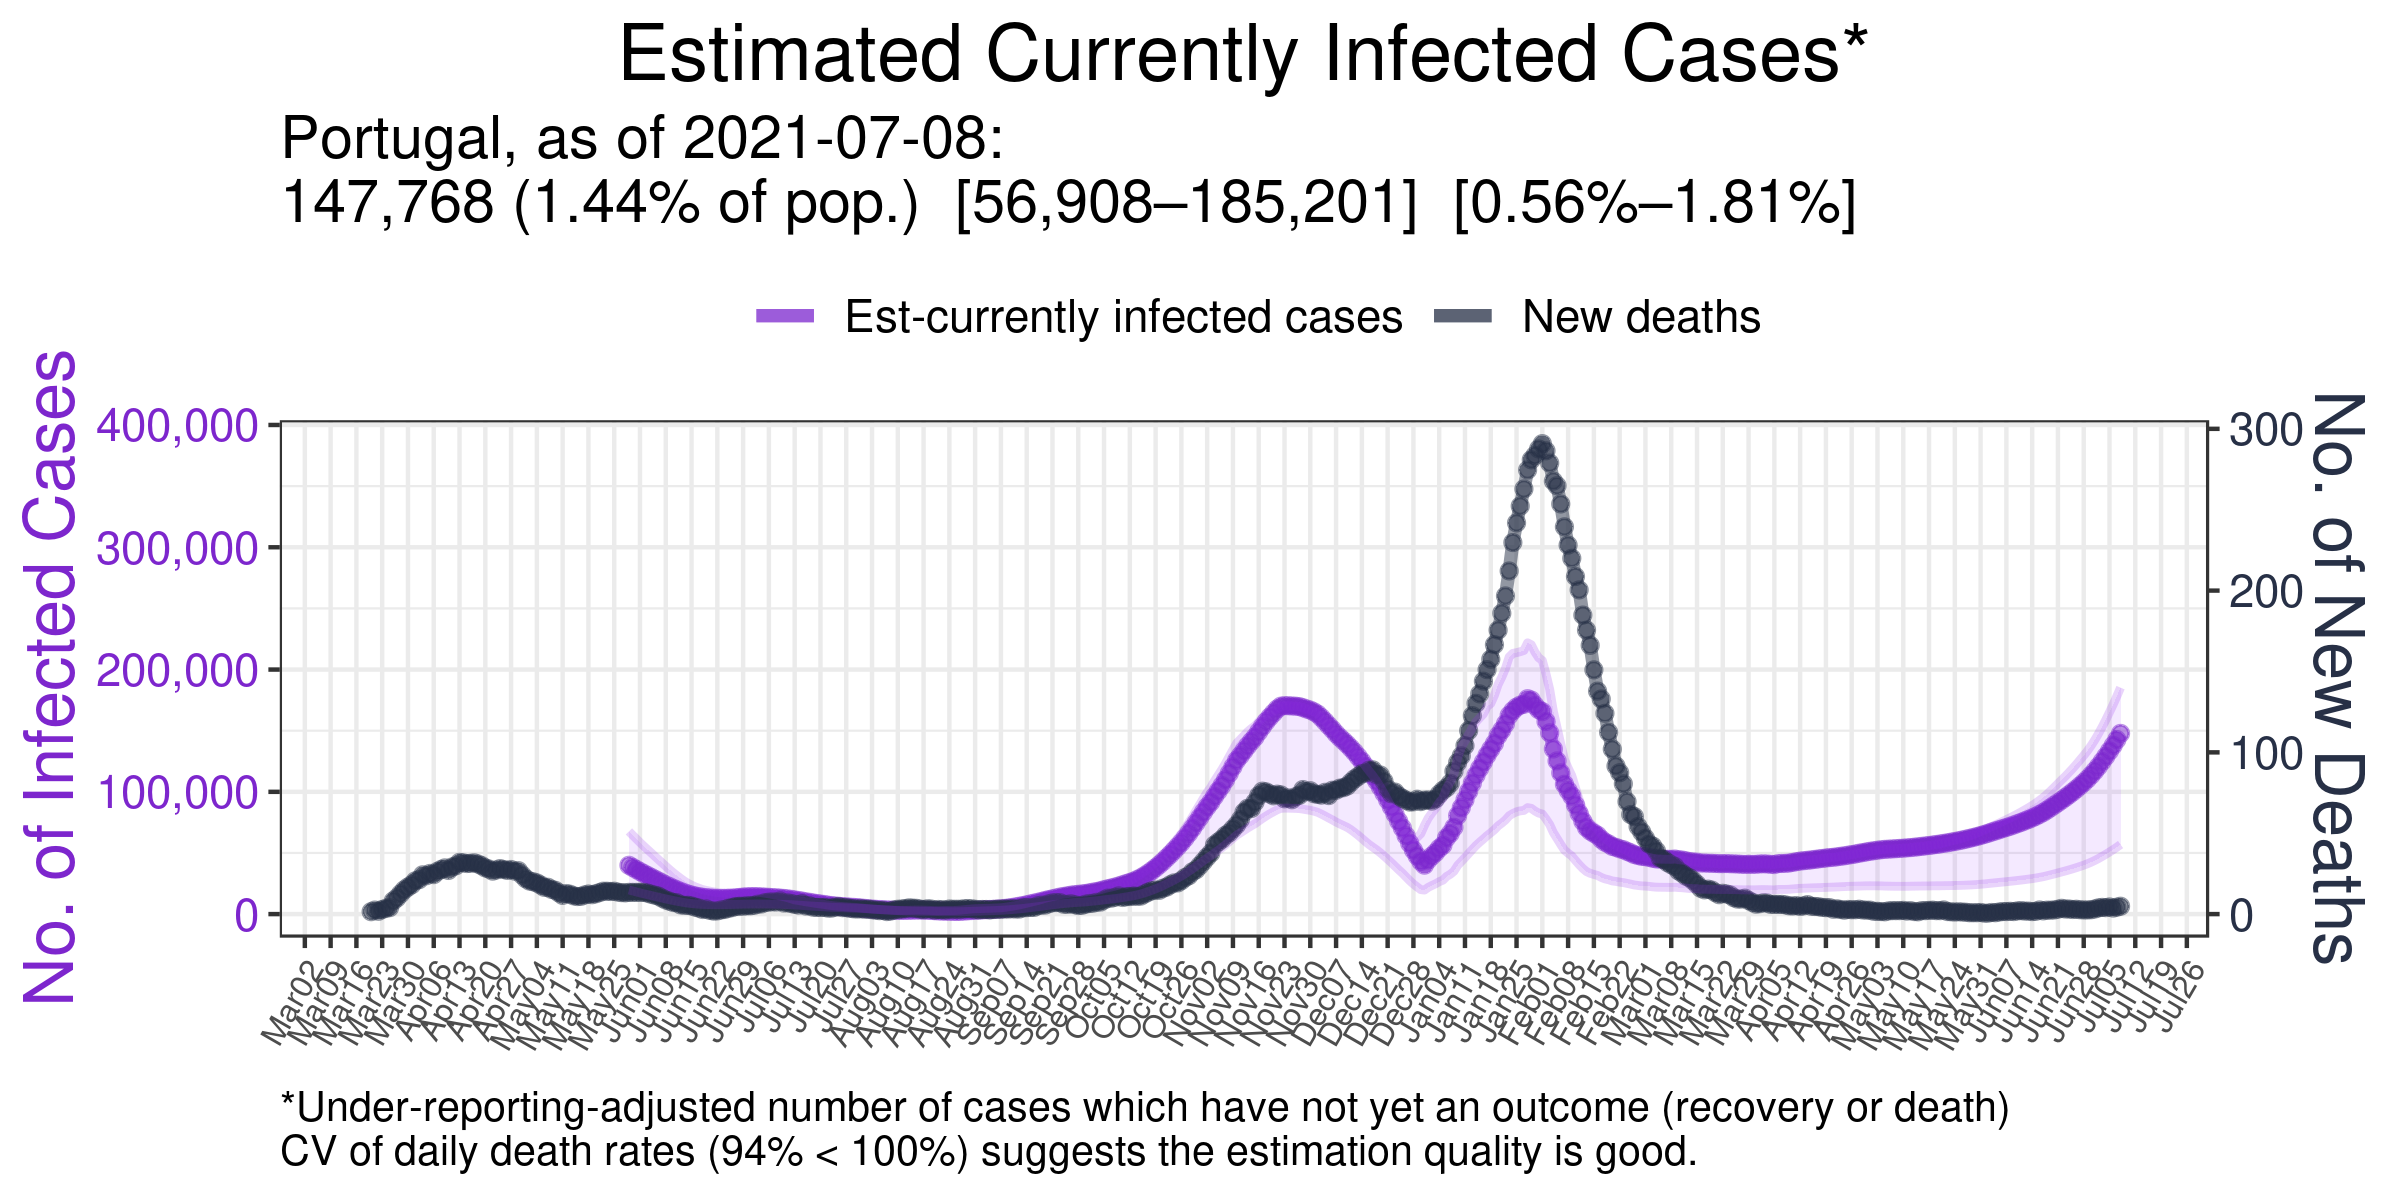 Estimated Currently Infected Cases*
Portugal, as of 2021-07-08:
147,768 (1.44% of pop.)  [56,908–185,201]  [0.56%–1.81%]
Est-currently infected cases
New deaths
No. of Infected Cases
400,000
300,000
200,000
100,000
0
300
200
100
0
No. of New Deaths
Mar02
Mar09
Mar16
Mar23
Mar30
Apr06
Apr13
Apr20
Apr27
May04
May11
May18
May25
Jun01
Jun08
Jun15
Jun22
Jun29
Jul06
Jul13
Jul20
Jul27
Aug03
Aug10
Aug17
Aug24
Aug31
Sep07
Sep14
Sep21
Sep28
Oct05
Oct12
Oct19
Oct26
Nov02
Nov09
Nov16
Nov23
Nov30
Dec07
Dec14
Dec21
Dec28
Jan04
Jan11
Jan18
Jan25
Feb01
Feb08
Feb15
Feb22
Mar01
Mar08
Mar15
Mar22
Mar29
Apr05
Apr12
Apr19
Apr26
May03
May10
May17
May24
May31
Jun07
Jun14
Jun21
Jun28
Jul05
Jul12
Jul19
Jul26
*Under-reporting-adjusted number of cases which have not yet an outcome (recovery or death)
CV of daily death rates (94% < 100%) suggests the estimation quality is good.